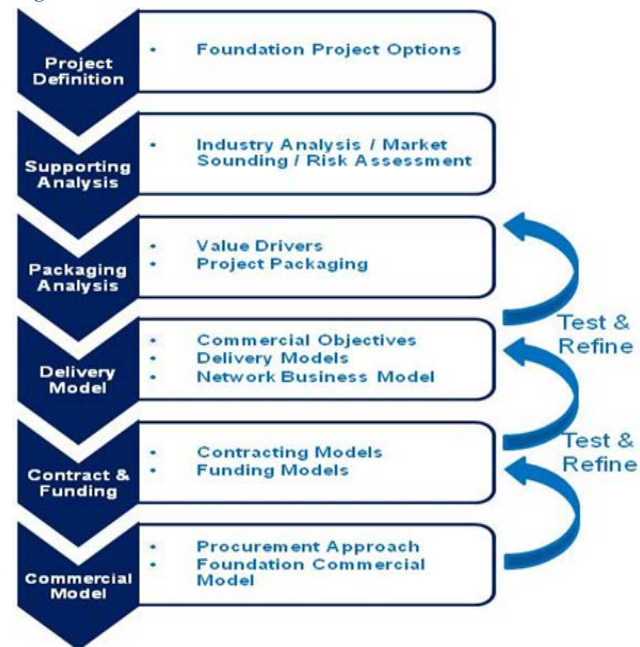 Project
Definition
• Foundation Project Options
Supporting
Analysis
• Industry Analysis / Market
Sounding / Risk Assessment
Packaging
Analysis
• Value Drivers
• Project Packaging
Test &
Refine
Delivery
Model
• Commercial Objectives
• Delivery Models
• Network Business Model
Test &
Refine
Contract &
Funding
• Contracting Models
• Funding Models
Commercial
Model
• Procurement Approach
• Foundation Commercial
Model